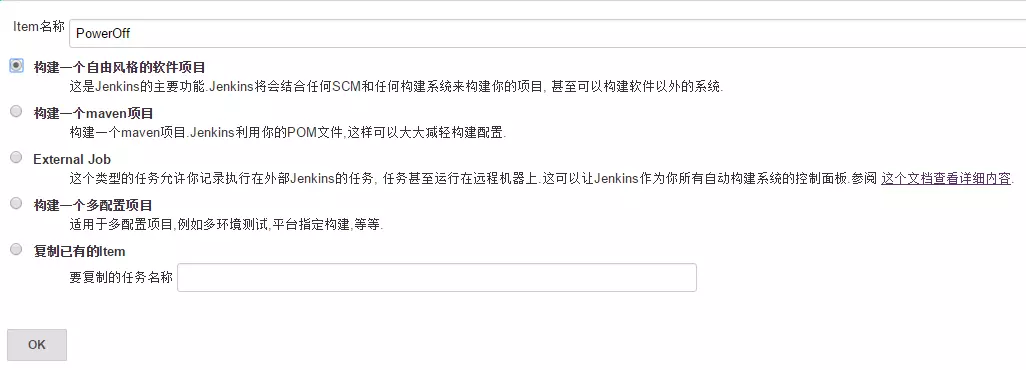 Item名称 PowerOff
构建一个自由风格的软件项目
这是Jenkins的主要功能.Jenkins将会结合任何SCM和任何构建系统来构建你的项目, 甚至可以构建软件以外的系统.
构建一个maven项目
构建一个maven项目.Jenkins利用你的POM文件,这样可以大大减轻构建配置.
External Job
这个类型的任务允许你记录执行在外部Jenkins的任务, 任务甚至运行在远程机器上.这可以让Jenkins作为你所有自动构建系统的控制面板.参阅 这个文档查看详细内容.
构建一个多配置项目
适用于多配置项目,例如多环境测试,平台指定构建,等等.
复制已有的Item
要复制的任务名称
OK